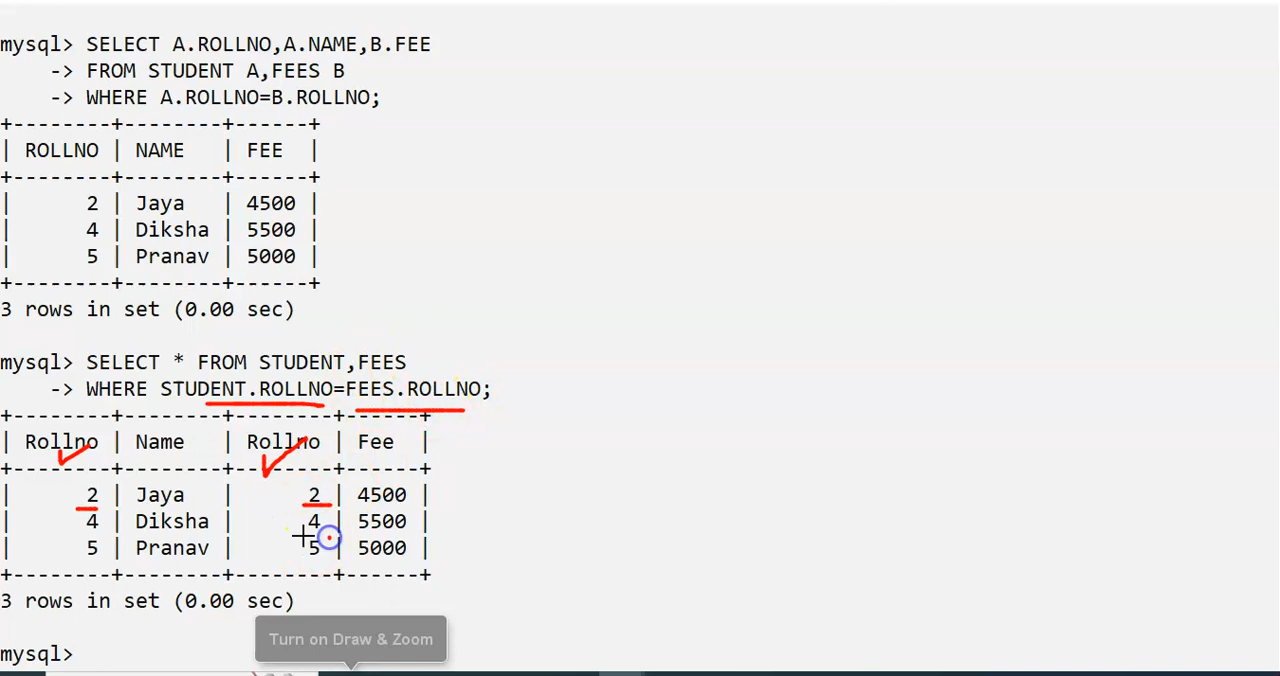 mysql> SELECT A.ROLLNO,A.NAME,B.FEE
    -> FROM STUDENT A,FEES B
    -> WHERE A.ROLLNO=B.ROLLNO;
+--------+--------+------+
| ROLLNO | NAME   | FEE  |
+--------+--------+------+
|      2 | Jaya   | 4500 |
|      4 | Diksha | 5500 |
|      5 | Pranav | 5000 |
+--------+--------+------+
3 rows in set (0.00 sec)
mysql> SELECT * FROM STUDENT,FEES
    -> WHERE STUDENT.ROLLNO=FEES.ROLLNO;
+--------+--------+--------+------+
| Rollno | Name   | Rollno | Fee  |
+--------+--------+--------+------+
|      2 | Jaya   |      2 | 4500 |
|      4 | Diksha |      4 | 5500 |
|      5 | Pranav |      5 | 5000 |
+--------+--------+--------+------+
3 rows in set (0.00 sec)
Turn on Draw & Zoom
mysql>